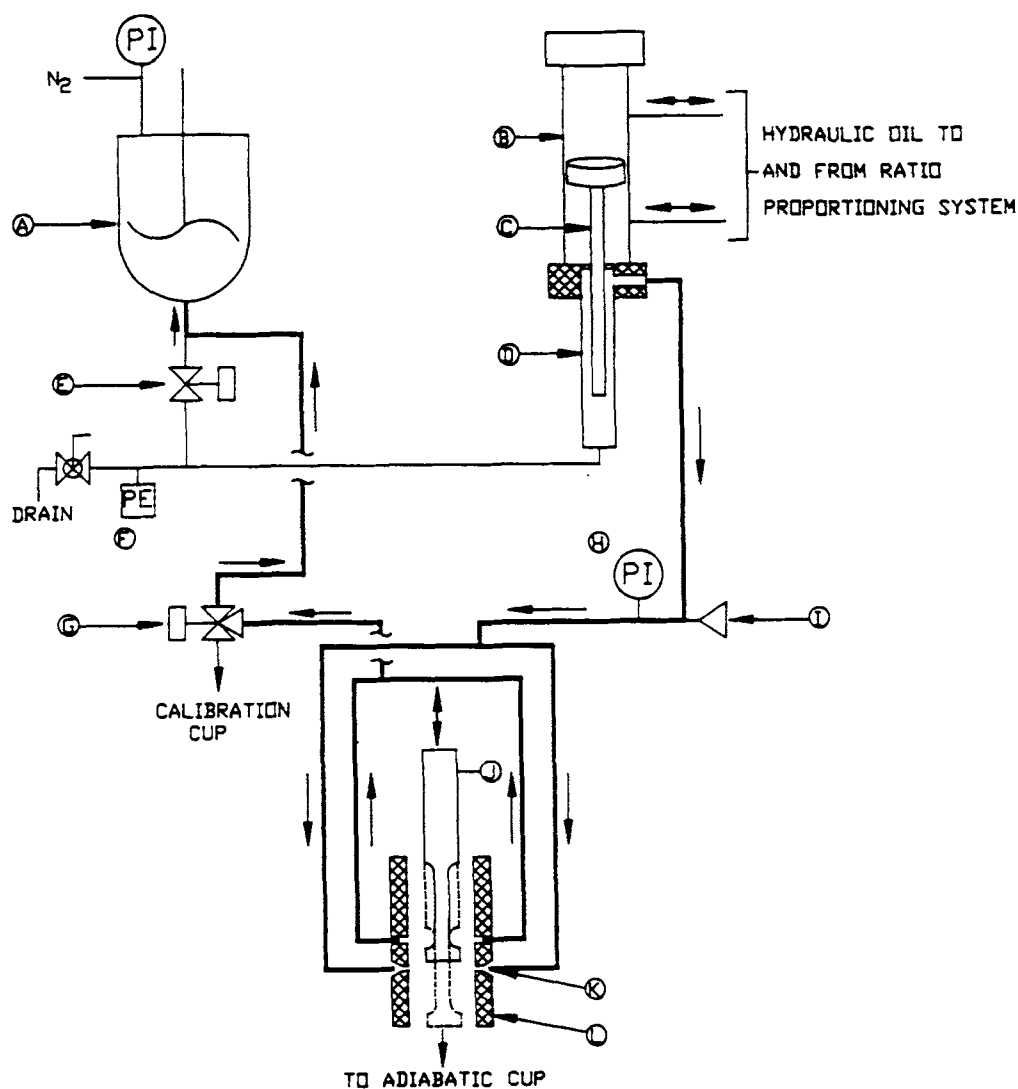 PI
N2
A
B
HYDRAULIC OIL TO
AND FROM RATIO
PROPORTIONING SYSTEM
C
D
E
DRAIN
PE
F
H
PI
G
I
CALIBRATION
CUP
J
K
L
TO ADIABATIC CUP